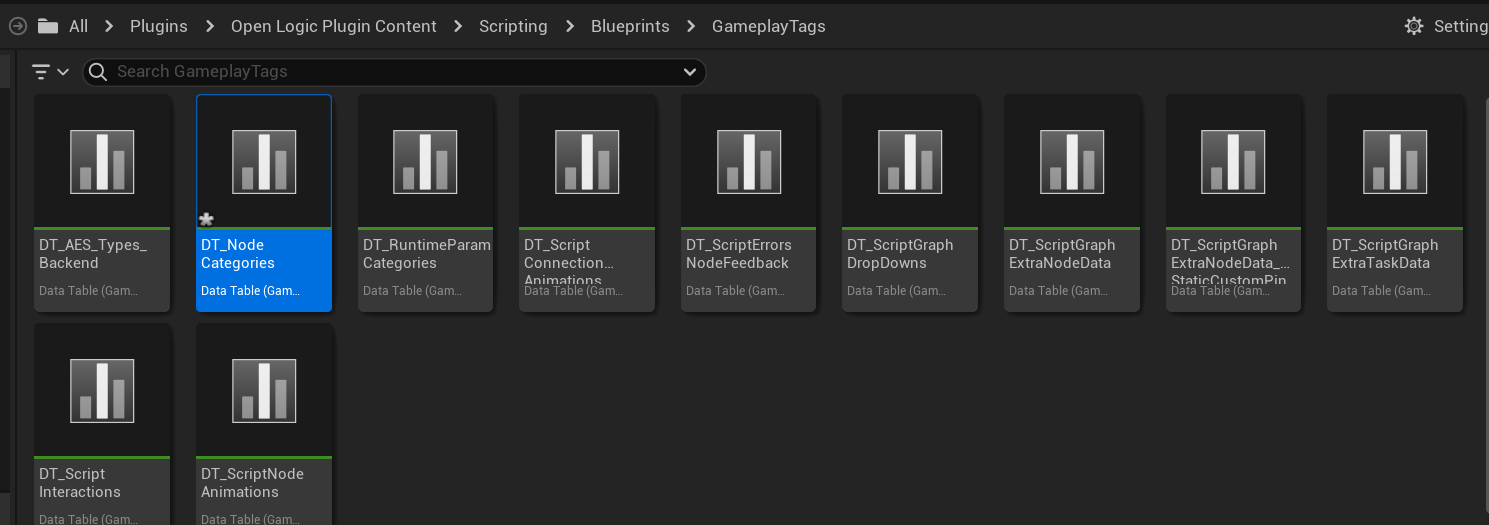 All > Plugins > Open Logic Plugin Content > Scripting > Blueprints > GameplayTags
Setting
Search GameplayTags
DT_AES_Types_
Backend
Data Table (Gam...
DT_Node
Categories
Data Table (Gam...
DT_RuntimeParam
Categories
Data Table (Gam...
DT_Script
Connection...
Animations
Data Table (Gam...
DT_ScriptErrors
NodeFeedback
Data Table (Gam...
DT_ScriptGraph
DropDowns
Data Table (Gam...
DT_ScriptGraph
ExtraNodeData
Data Table (Gam...
DT_ScriptGraph
ExtraNodeData_...
StaticCustomPin
Data Table (Gam...
DT_ScriptGraph
ExtraTaskData
Data Table (Gam...
DT_Script
Interactions
Data Table (Gam...
DT_ScriptNode
Animations
Data Table (Gam...